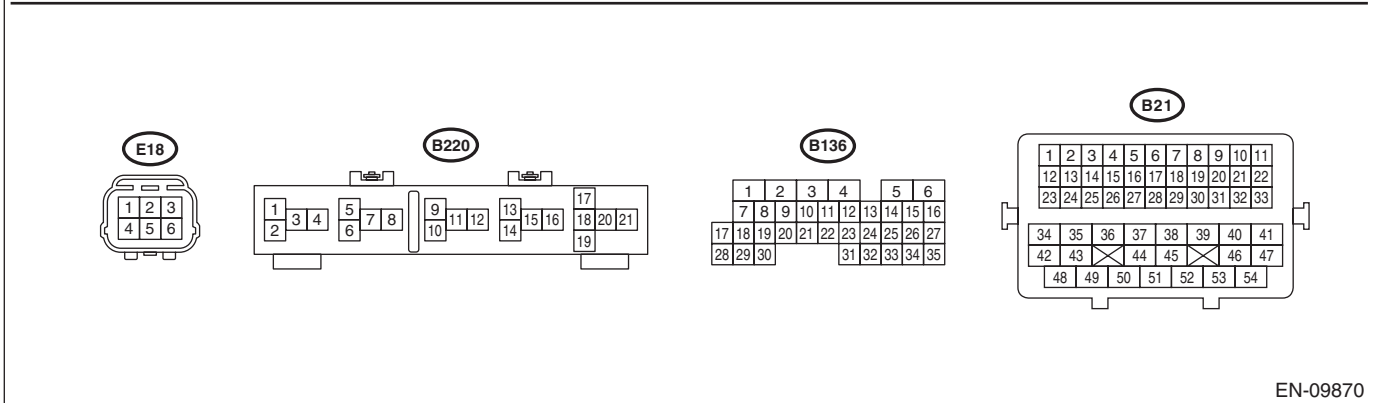 E18
1 2 3
4 5 6
B220
1 2 3 4 5 6 7 8 9 10 11 12 13 14 15 16 17 18 19 20 21
B136
1 2 3 4 5 6
7 8 9 10 11 12 13 14 15 16
17 18 19 20 21 22 23 24 25 26 27
28 29 30 31 32 33 34 35
B21
1 2 3 4 5 6 7 8 9 10 11
12 13 14 15 16 17 18 19 20 21 22
23 24 25 26 27 28 29 30 31 32 33
34 35 36 37 38 39 40 41
42 43 44 45 46 47
48 49 50 51 52 53 54
EN-09870